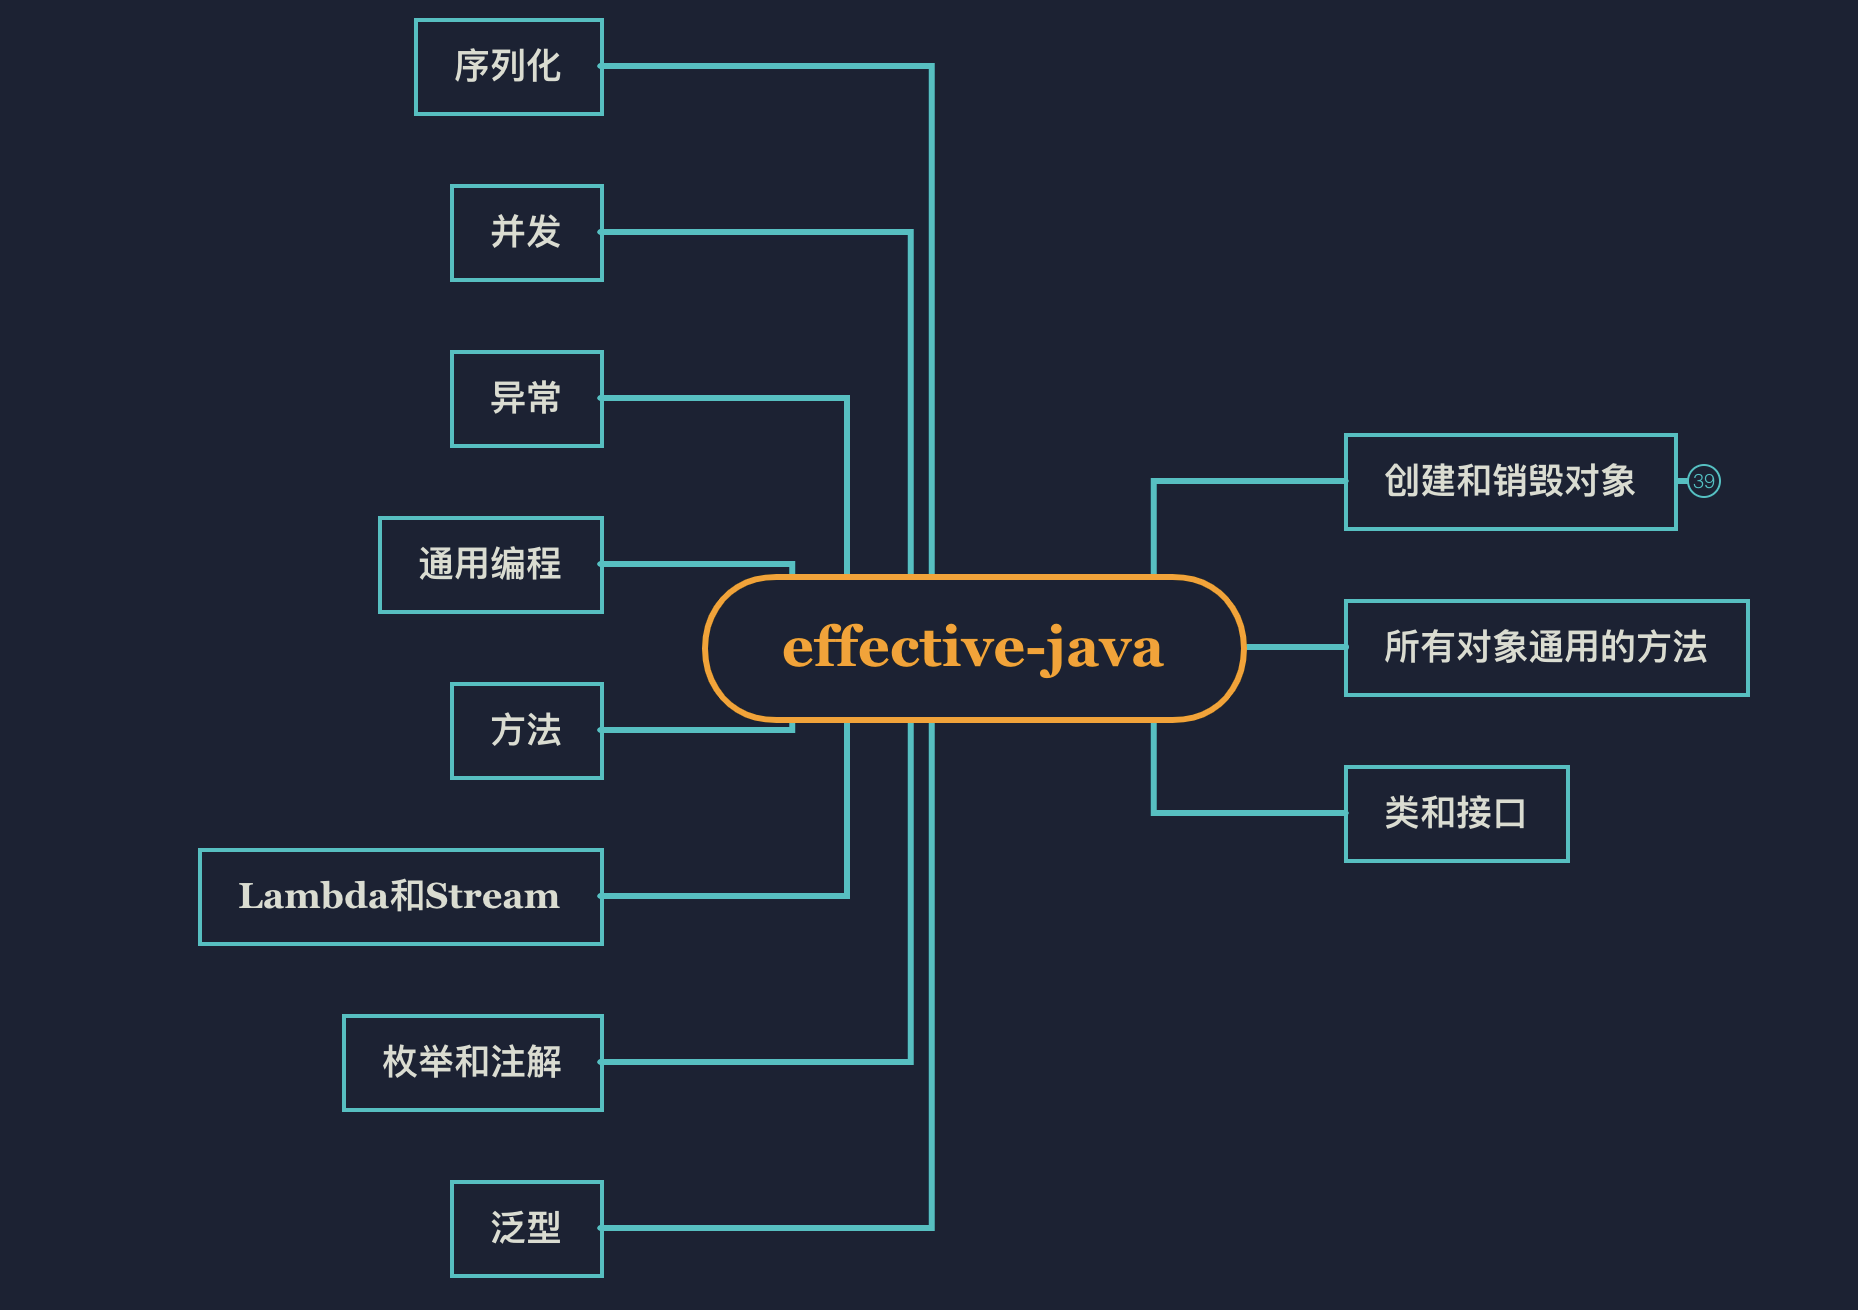 序列化
并发
异常
通用编程
方法
Lambda和Stream
枚举和注解
泛型
effective-java
创建和销毁对象
39
所有对象通用的方法
类和接口